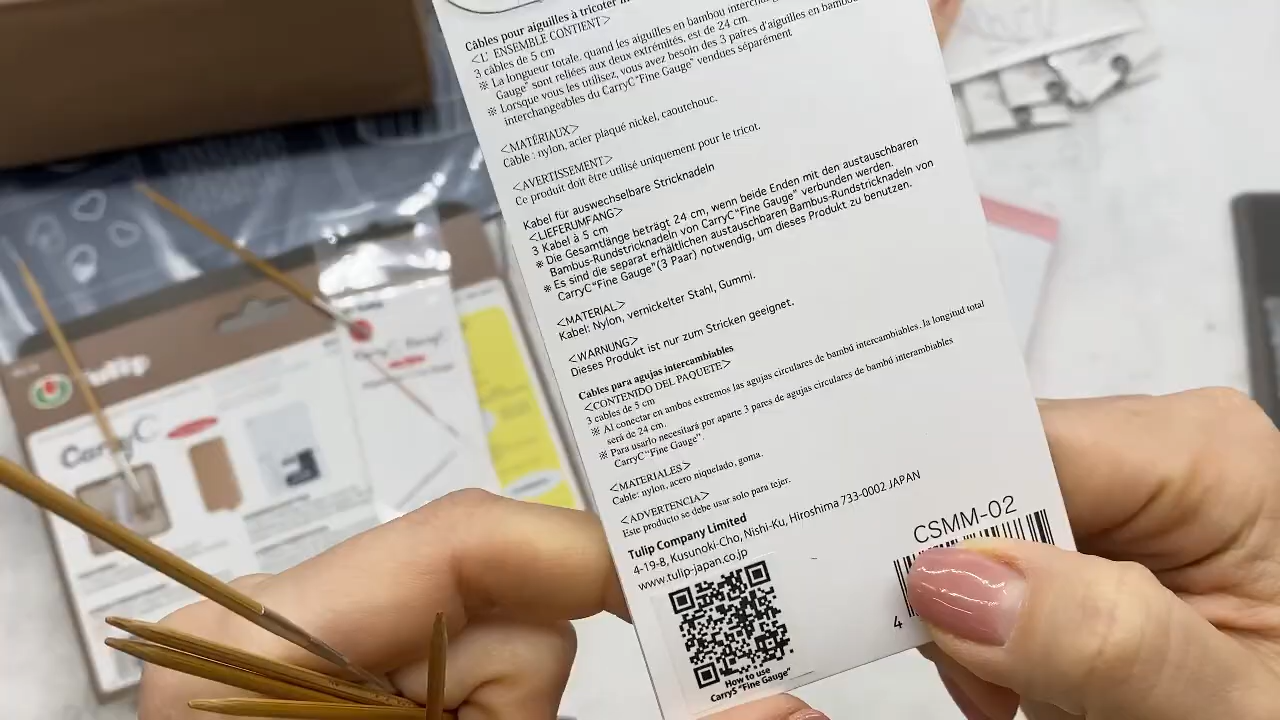 Câbles pour aiguilles à tricoter
<L' ENSEMBLE CONTIENT>
3 câbles de 5 cm
※ La longueur totale, quand les aiguilles en bambou
Gauge" sont reliées aux deux extrémités, est de 24 cm.
※ Lorsque vous les utilisez, vous avez besoin des 3 paires d'aiguilles en bambou
interchangeables du CarryC"Fine Gauge" vendues séparément
<MATÉRIAUX>
Câble : nylon, acier plaqué nickel, caoutchouc.
<AVERTISSEMENT>
Ce produit doit être utilisé uniquement pour le tricot.
Kabel für auswechselbare Stricknadeln
<LIEFERUMFANG>
3 Kabel à 5 cm
※ Die Gesamtlänge beträgt 24 cm, wenn beide Enden mit den austauschbaren
Bambus-Rundstricknadeln von CarryC"Fine Gauge" verbunden werden.
※ Es sind die separat erhältlichen austauschbaren Bambus-Rundstricknadeln von
CarryC"Fine Gauge"(3 Paar) notwendig, um dieses Produkt zu benutzen.
<MATERIAL>
Kabel: Nylon, vernickelter Stahl, Gummi.
<WARNUNG>
Dieses Produkt ist nur zum Stricken geeignet.
Cables para agujas intercambiables
<CONTENIDO DEL PAQUETE>
3 cables de 5 cm
※ Al conectar en ambos extremos las agujas circulares de bambú intercambiables, la longitud total
será de 24 cm.
※ Para usarlo necesitará por aparte 3 pares de agujas circulares de bambú interambiables
CarryC"Fine Gauge".
<MATERIALES>
Cable: nylon, acero niquelado, goma.
<ADVERTENCIA>
Este producto se debe usar solo para tejer.
Tulip Company Limited
4-19-8, Kusunoki-Cho, Nishi-Ku, Hiroshima 733-0002 JAPAN
www.tulip-japan.co.jp
CSMM-02
4
How to use
CarryS "Fine Gauge"
Tulip
CarryC